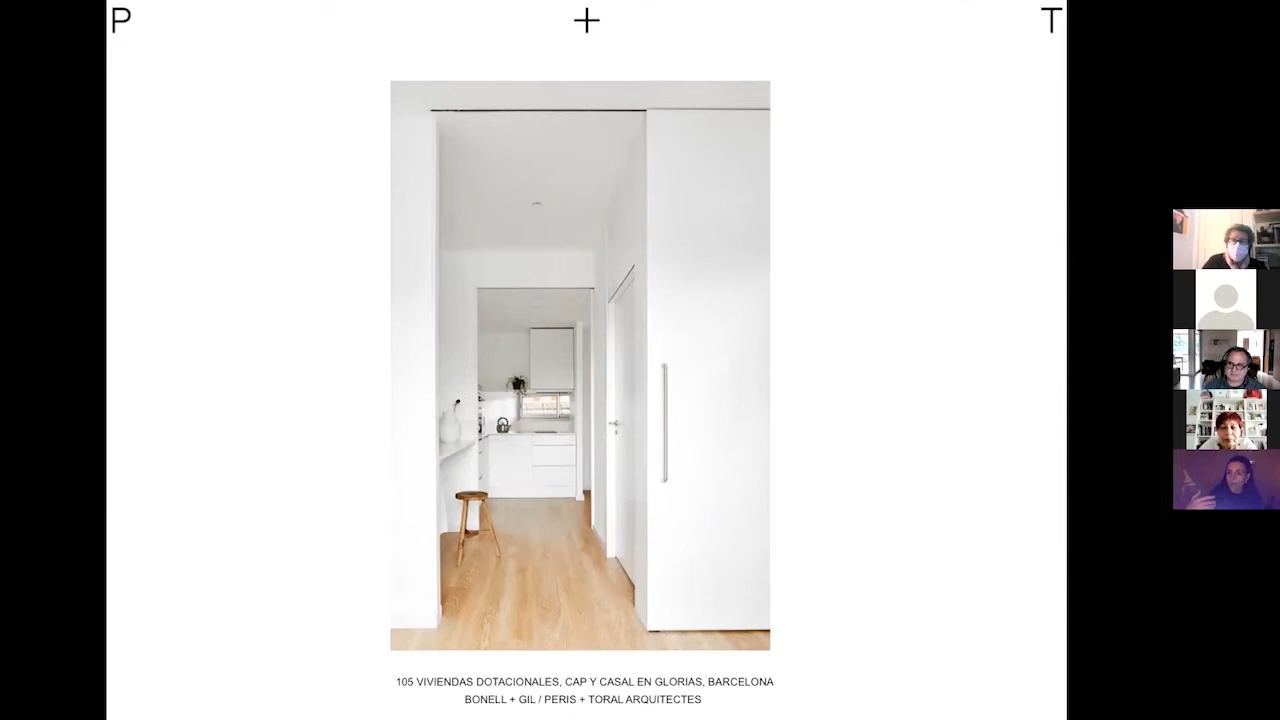 P + T
105 VIVIENDAS DOTACIONALES, CAP Y CASAL EN GLORIAS, BARCELONA
BONELL + GIL / PERIS + TORAL ARQUITECTES